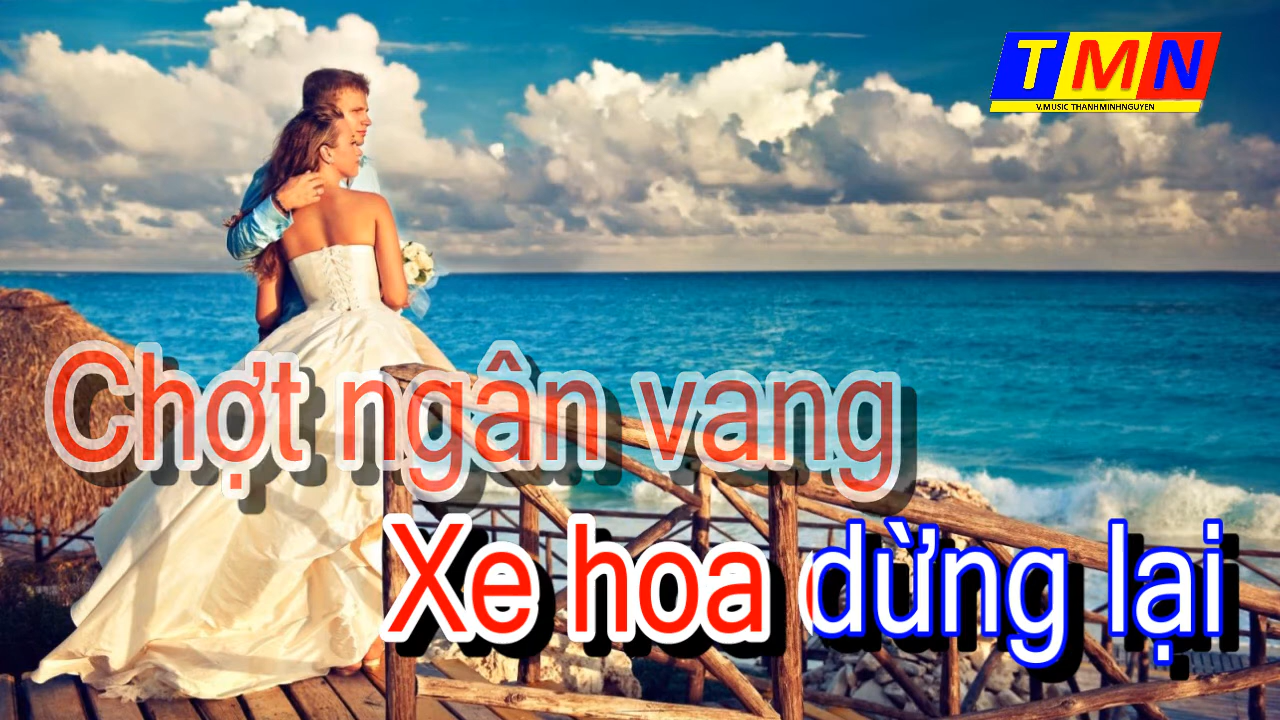 TMN
V.MUSIC THANHMINHNGUYEN
Chợt ngân vang
Xe hoa dừng lại